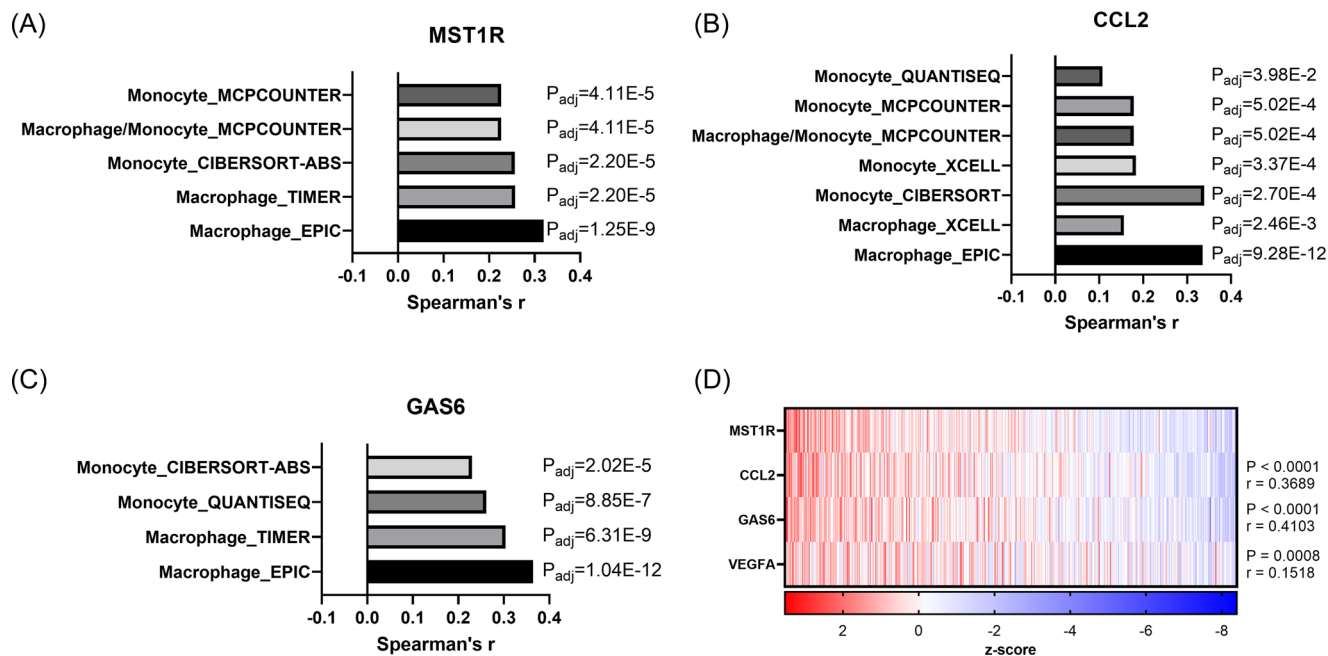 (A)
MST1R
Monocyte_MCPCOUNTER
P_adj=4.11E-5
Macrophage/Monocyte_MCPCOUNTER
P_adj=4.11E-5
Monocyte_CIBERSORT-ABS
P_adj=2.20E-5
Macrophage_TIMER
P_adj=2.20E-5
Macrophage_EPIC
P_adj=1.25E-9
-0.1 0.0 0.1 0.2 0.3 0.4
Spearman's r
(B)
CCL2
Monocyte_QUANTISEQ
P_adj=3.98E-2
Monocyte_MCPCOUNTER
P_adj=5.02E-4
Macrophage/Monocyte_MCPCOUNTER
P_adj=5.02E-4
Monocyte_XCELL
P_adj=3.37E-4
Monocyte_CIBERSORT
P_adj=2.70E-4
Macrophage_XCELL
P_adj=2.46E-3
Macrophage_EPIC
P_adj=9.28E-12
-0.1 0.0 0.1 0.2 0.3 0.4
Spearman's r
(C)
GAS6
Monocyte_CIBERSORT-ABS
P_adj=2.02E-5
Monocyte_QUANTISEQ
P_adj=8.85E-7
Macrophage_TIMER
P_adj=6.31E-9
Macrophage_EPIC
P_adj=1.04E-12
-0.1 0.0 0.1 0.2 0.3 0.4
Spearman's r
(D)
MST1R
CCL2
P < 0.0001
r = 0.3689
GAS6
P < 0.0001
r = 0.4103
VEGFA
P = 0.0008
r = 0.1518
2 0 -2 -4 -6 -8
z-score